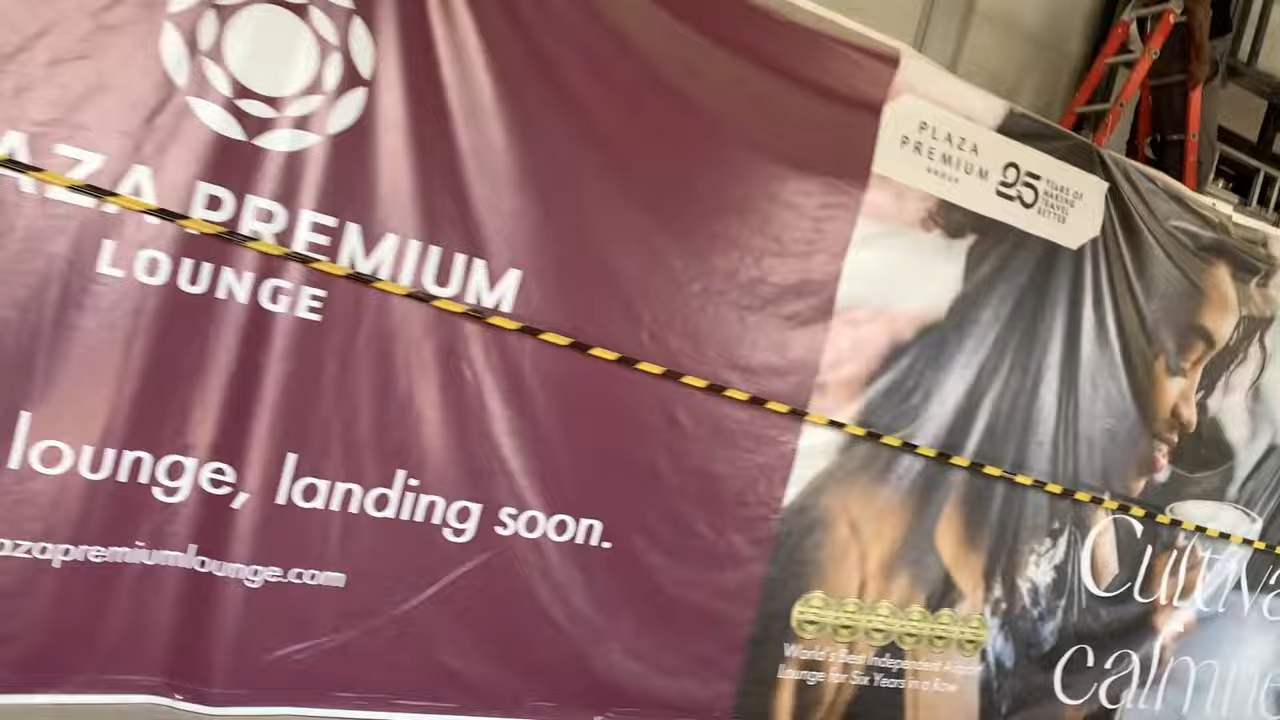 AZA PREMIUM
LOUNGE
lounge, landing soon.
azapremiumlounge.com
PLAZA
PREMIUM
GROUP
25
YEARS OF
MAKING
TRAVEL
BETTER
World's Best Independent Airport
Lounge for Six Years in a Row
Cultiva
calmne